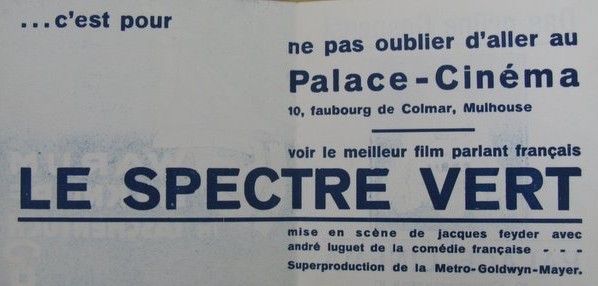 ...c'est pour
ne pas oublier d'aller au
Palace-Cinéma
10, faubourg de Colmar, Mulhouse
voir le meilleur film parlant français
LE SPECTRE VERT
mise en scène de jacques feyder avec
andré luguet de la comédie française - - -
Superproduction de la Metro-Goldwyn-Mayer.